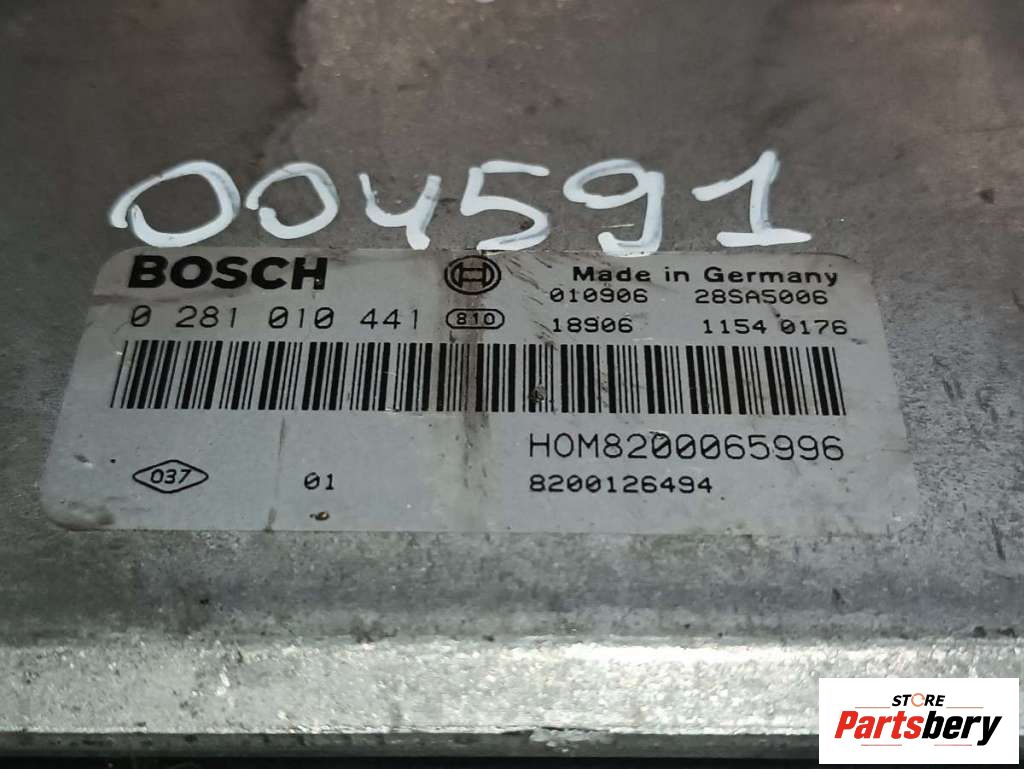 004591
BOSCH Made in Germany
010906 28SA5006
0 281 010 441 810 18906 1154 0176
HOM8200065996
037 01 8200126494
STORE
Partsbery